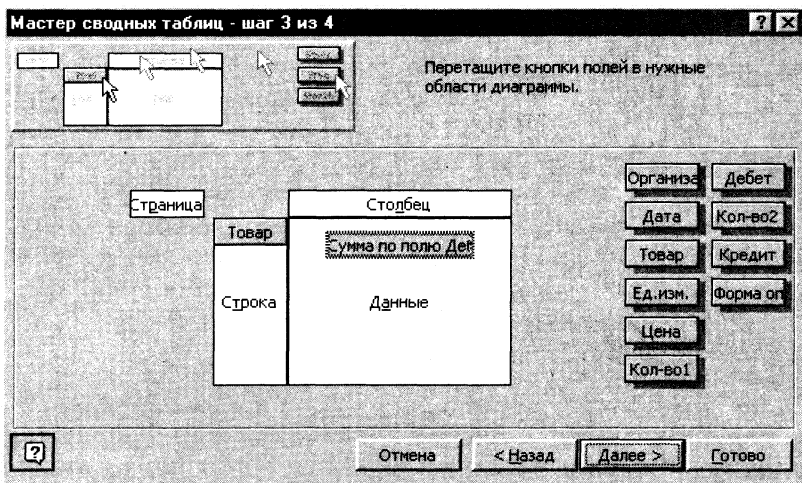 Мастер сводных таблиц - шаг 3 из 4
Перетащите кнопки полей в нужные
области диаграммы.
Страница
Столбец
Товар
Сумма по полю Деб
Строка
Данные
Организа
Дебет
Дата
Кол-во2
Товар
Кредит
Ед.изм.
Форма оп
Цена
Кол-во1
Отмена
< Назад
Далее >
Готово